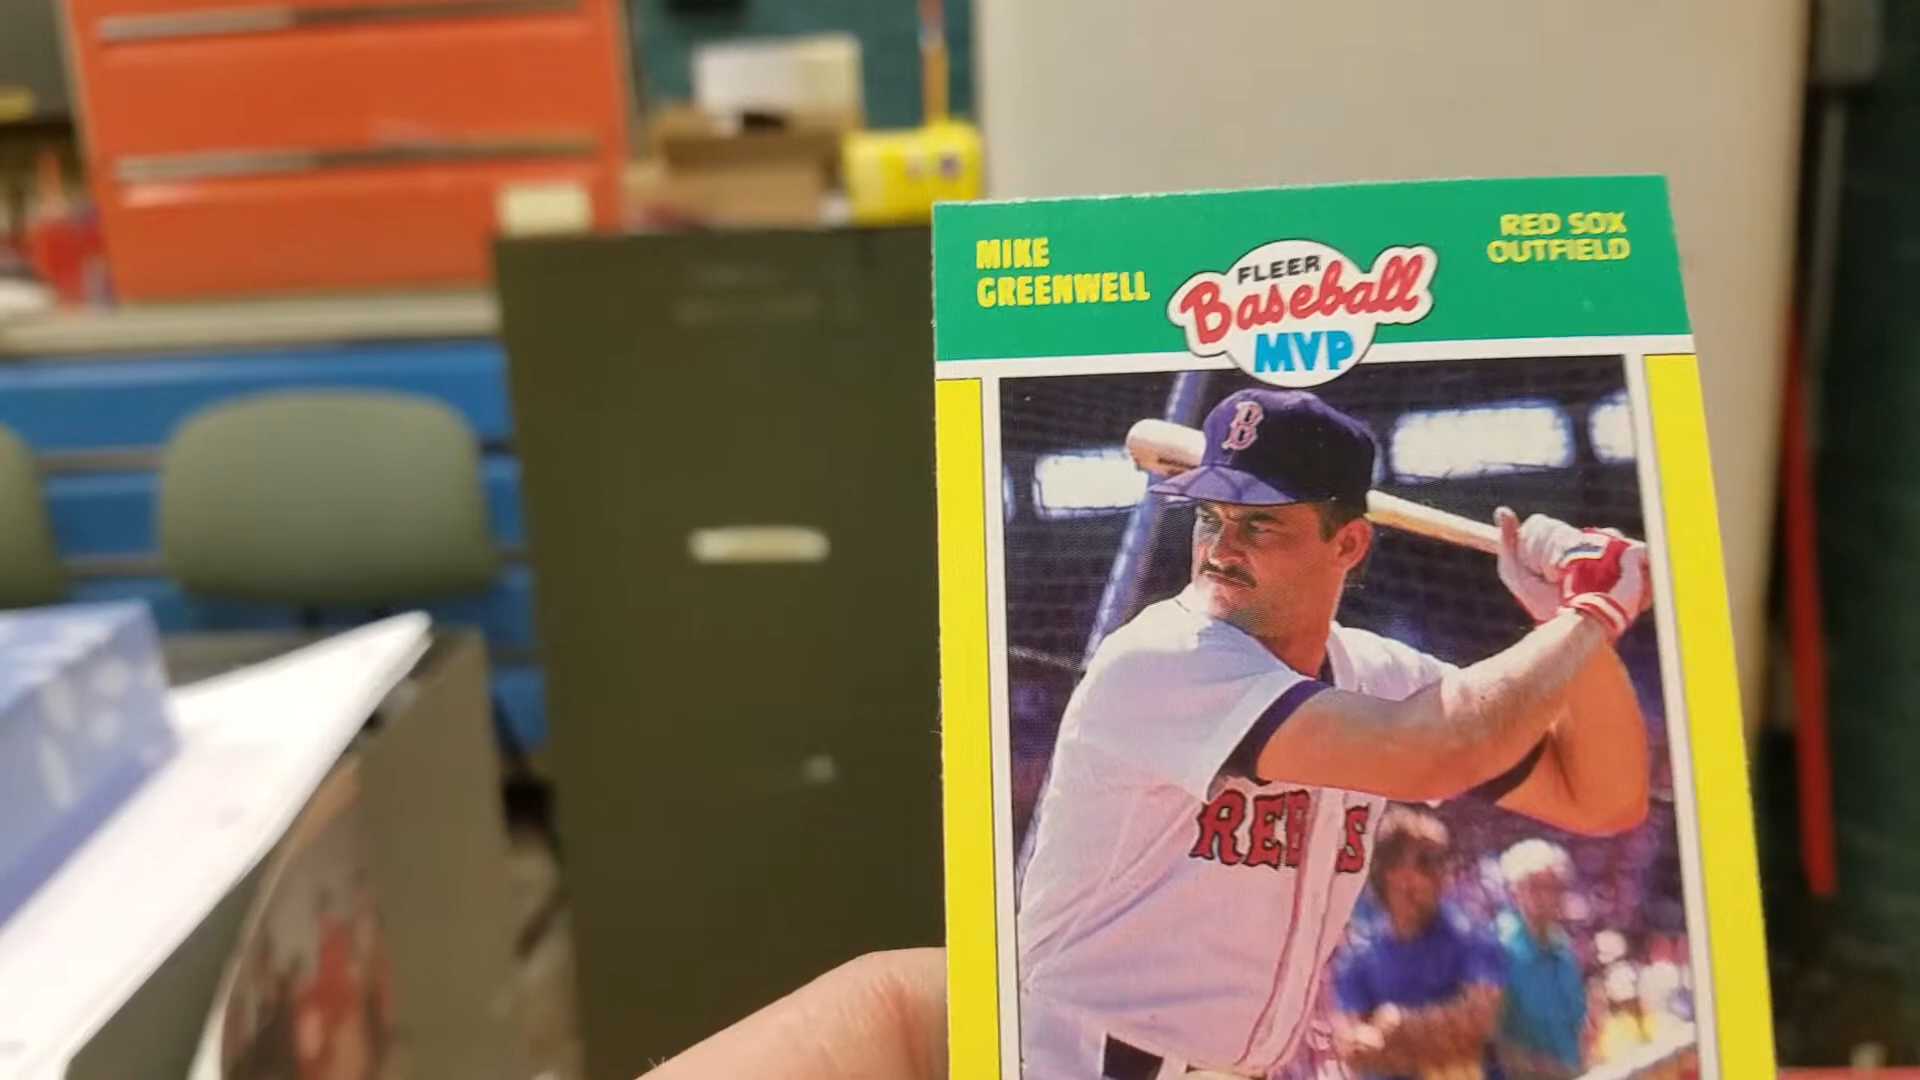 MIKE
GREENWELL
FLEER
Baseball
MVP
RED SOX
OUTFIELD
B
RED S